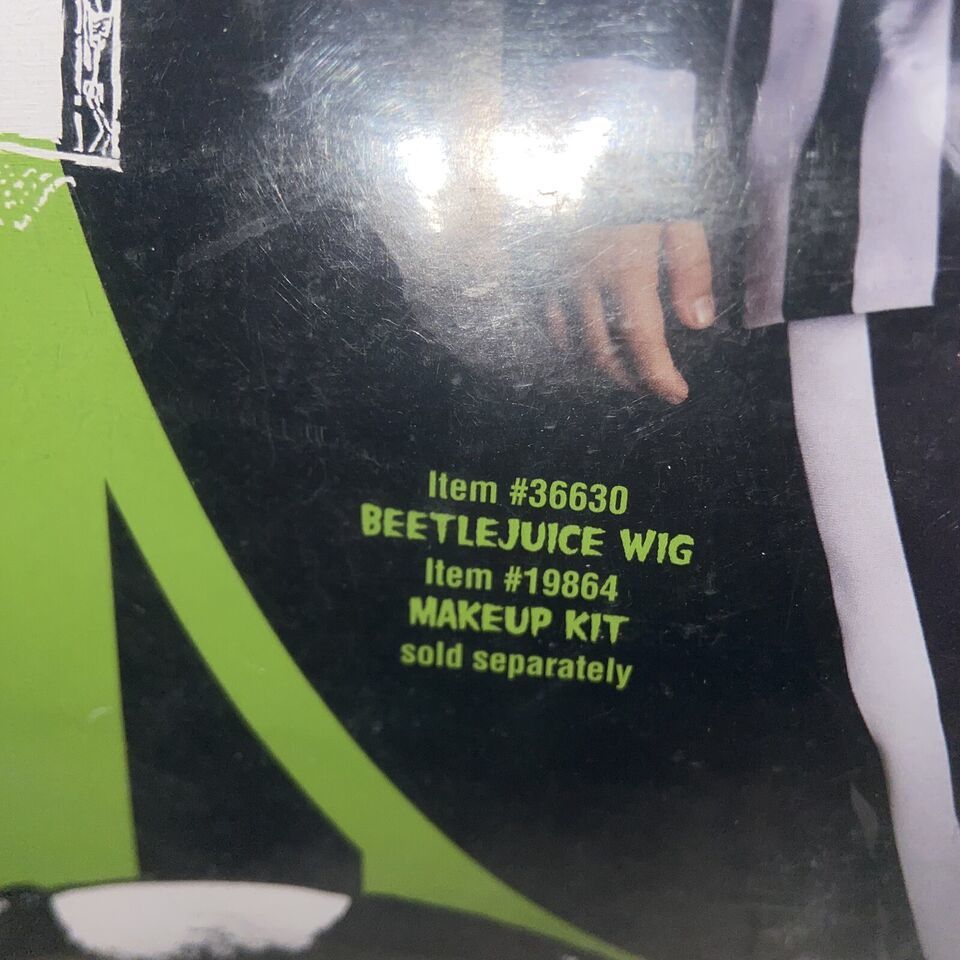 Item #36630
BEETLEJUICE WIG
Item #19864
MAKEUP KIT
sold separately